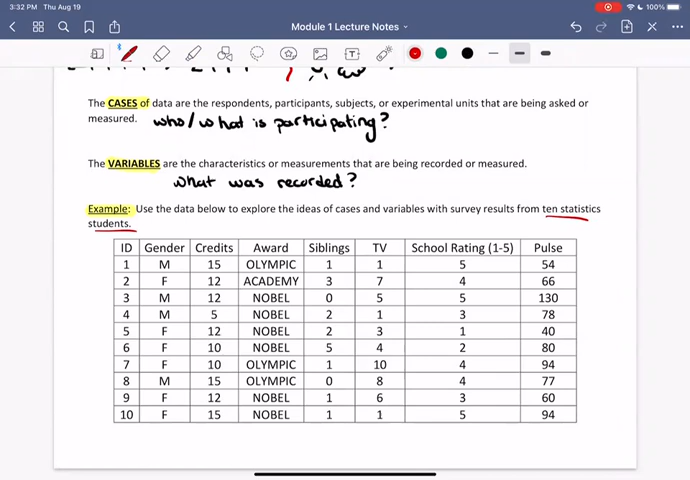 3:32 PM Thu Aug 19
100%
Module 1 Lecture Notes
The CASES of data are the respondents, participants, subjects, or experimental units that are being asked or
measured. who/what is participating?
The VARIABLES are the characteristics or measurements that are being recorded or measured.
what was recorded?
Example: Use the data below to explore the ideas of cases and variables with survey results from ten statistics
students.
ID Gender Credits Award Siblings TV School Rating (1-5) Pulse
1 M 15 OLYMPIC 1 1 5 54
2 F 12 ACADEMY 3 7 4 66
3 M 12 NOBEL 0 5 5 130
4 M 5 NOBEL 2 1 3 78
5 F 12 NOBEL 2 3 1 40
6 F 10 NOBEL 5 4 2 80
7 F 10 OLYMPIC 1 10 4 94
8 M 15 OLYMPIC 0 8 4 77
9 F 12 NOBEL 1 6 3 60
10 F 15 NOBEL 1 1 5 94